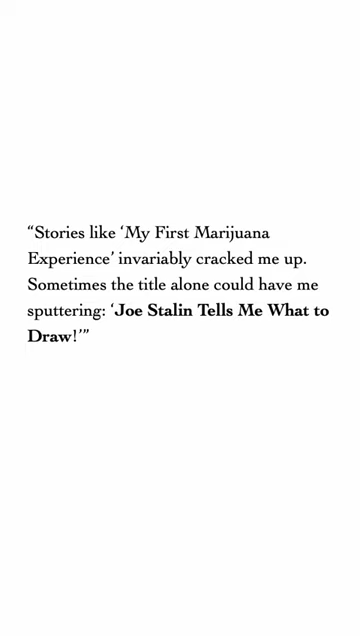 “Stories like ‘My First Marijuana
Experience’ invariably cracked me up.
Sometimes the title alone could have me
sputtering: ‘Joe Stalin Tells Me What to
Draw!’”